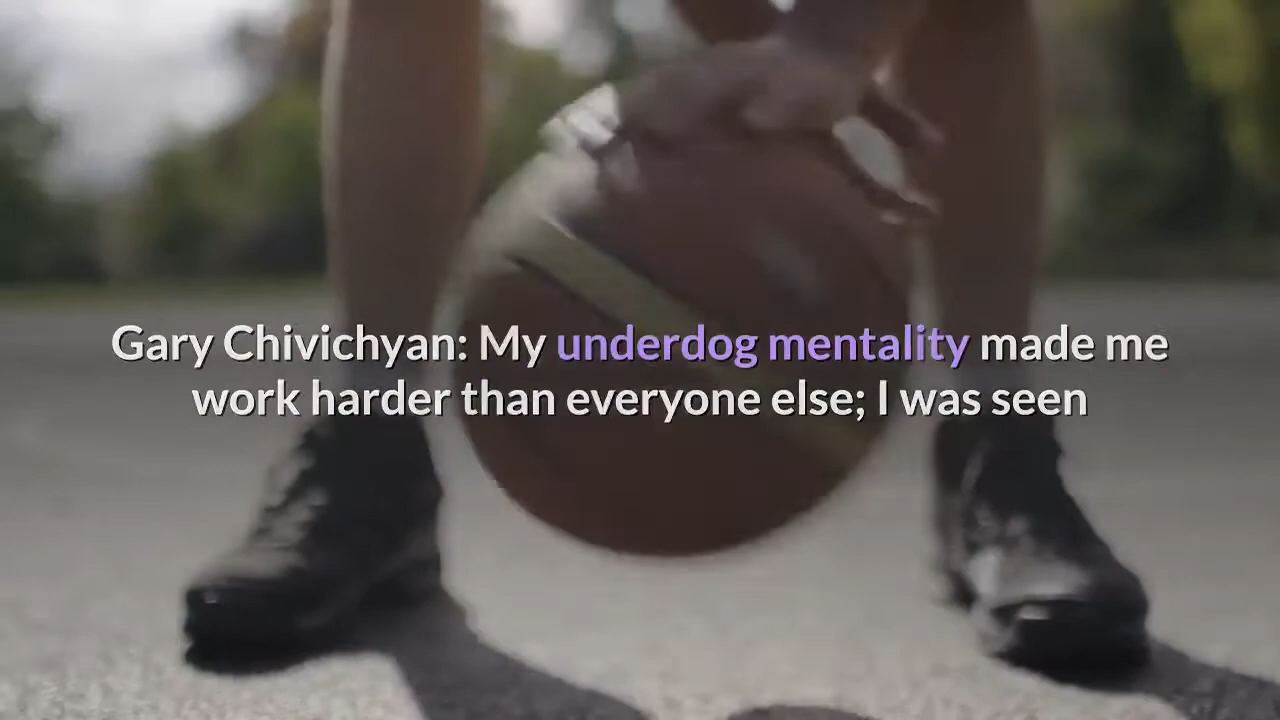 Gary Chivichyan: My underdog mentality made me
work harder than everyone else; I was seen